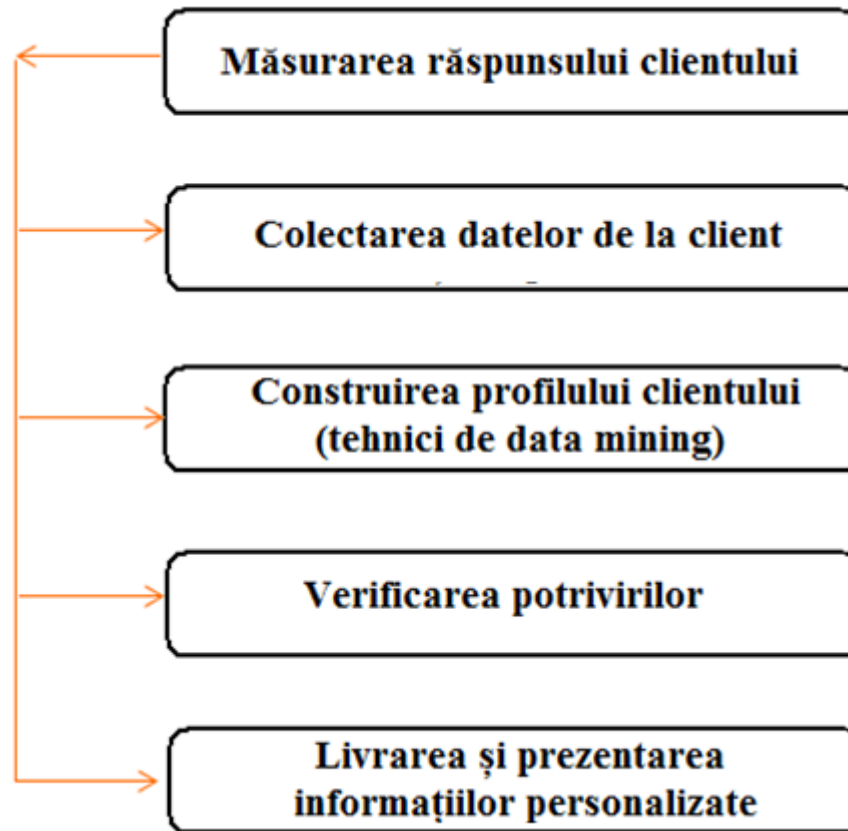 Măsurarea răspunsului clientului
Colectarea datelor de la client
Construirea profilului clientului
(tehnici de data mining)
Verificarea potrivirilor
Livrarea și prezentarea
informațiilor personalizate